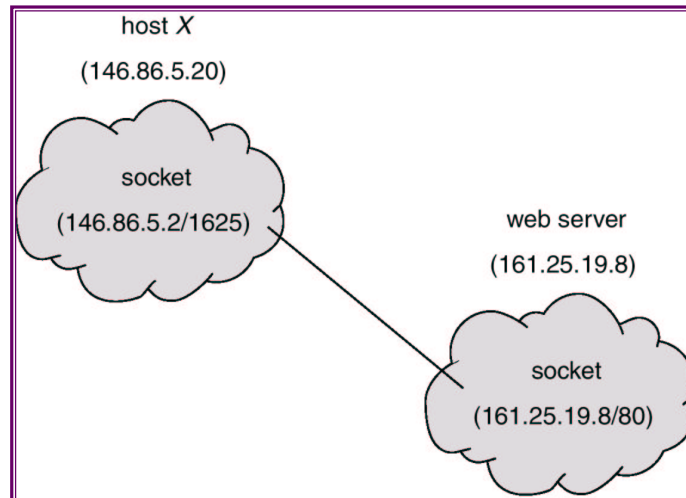 host X
(146.86.5.20)
socket
(146.86.5.2/1625)
web server
(161.25.19.8)
socket
(161.25.19.8/80)